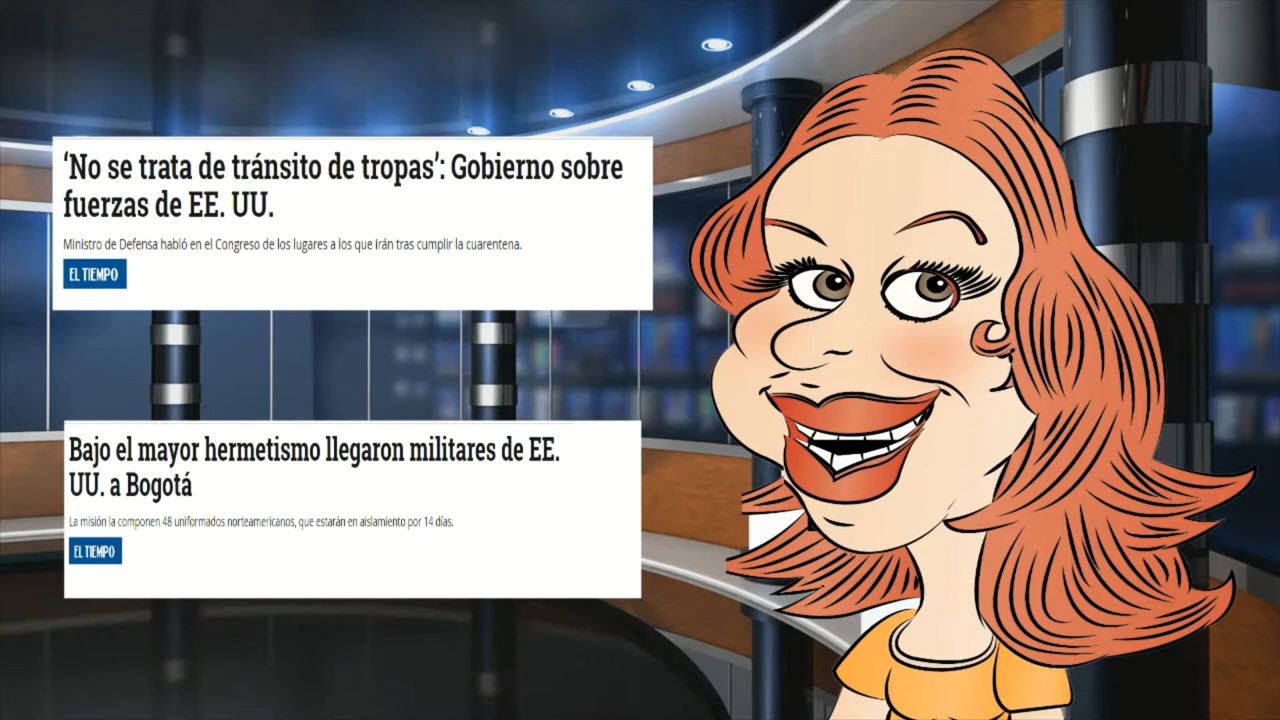 ‘No se trata de tránsito de tropas’: Gobierno sobre
fuerzas de EE. UU.
Ministro de Defensa habló en el Congreso de los lugares a los que irán tras cumplir la cuarentena.
EL TIEMPO
Bajo el mayor hermetismo llegaron militares de EE.
UU. a Bogotá
La misión la componen 48 uniformados norteamericanos, que estarán en aislamiento por 14 días.
EL TIEMPO